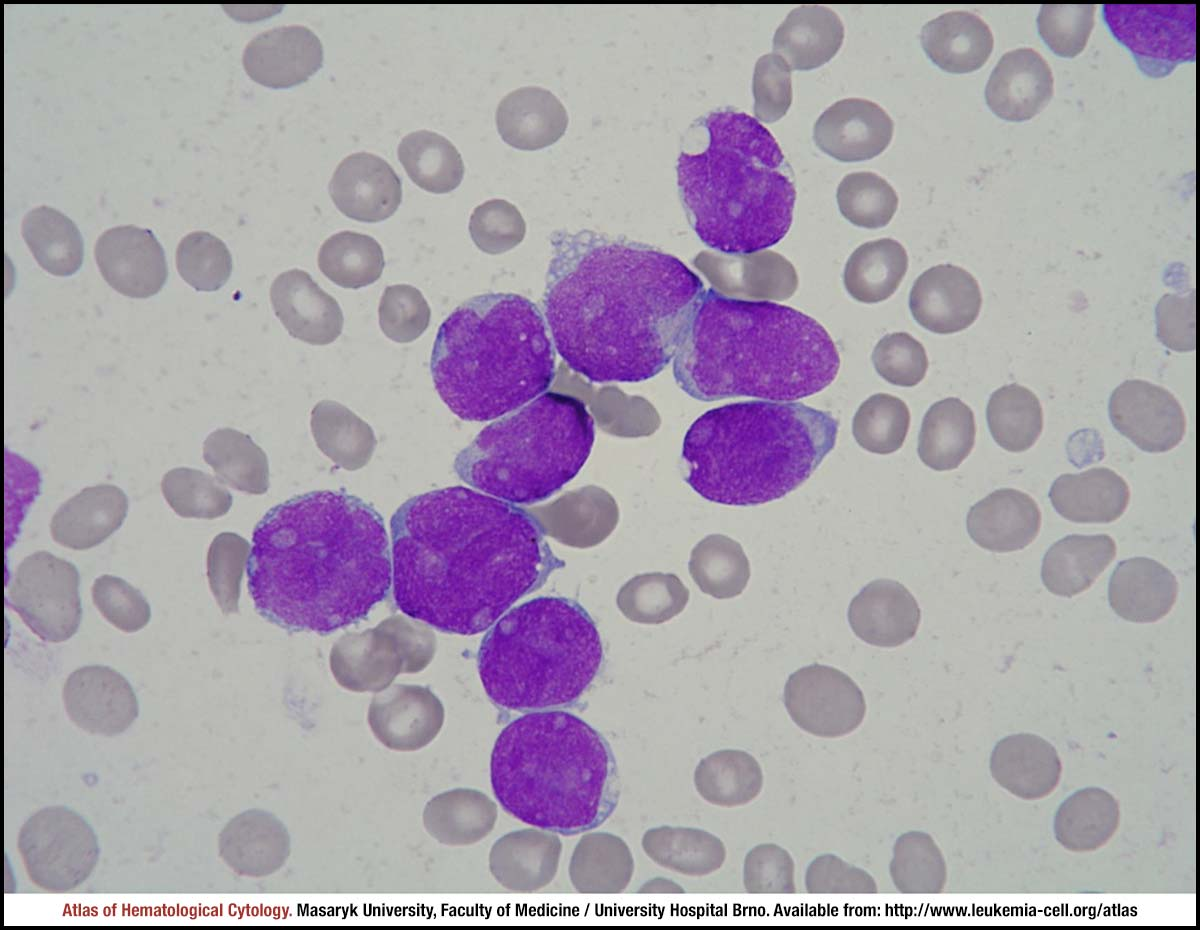 Atlas of Hematological Cytology. Masaryk University, Faculty of Medicine / University Hospital Brno. Available from: http://www.leukemia-cell.org/atlas